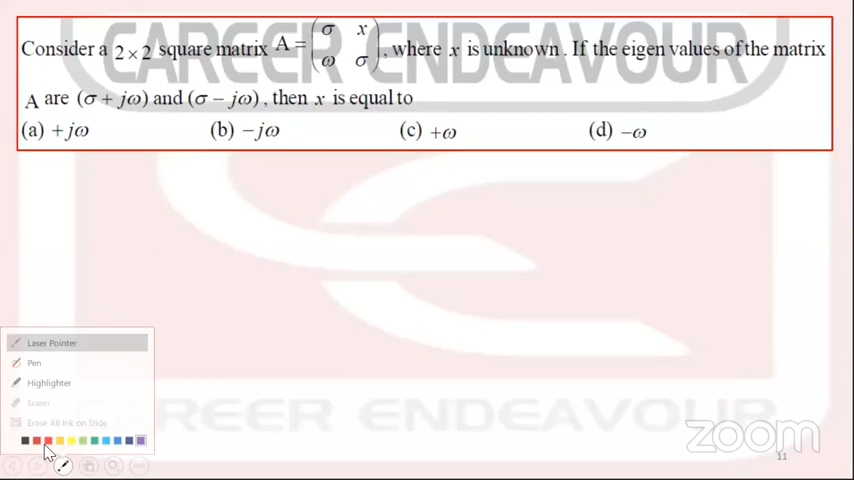 CAREER ENDEAVOUR
Consider a 2×2 square matrix A = (σ x
ω σ), where x is unknown. If the eigen values of the matrix
A are (σ + jω) and (σ − jω), then x is equal to
(a) +jω (b) −jω (c) +ω (d) −ω
Laser Pointer
Pen
Highlighter
Eraser
Erase All Ink on Slide
CAREER ENDEAVOUR
zoom
11